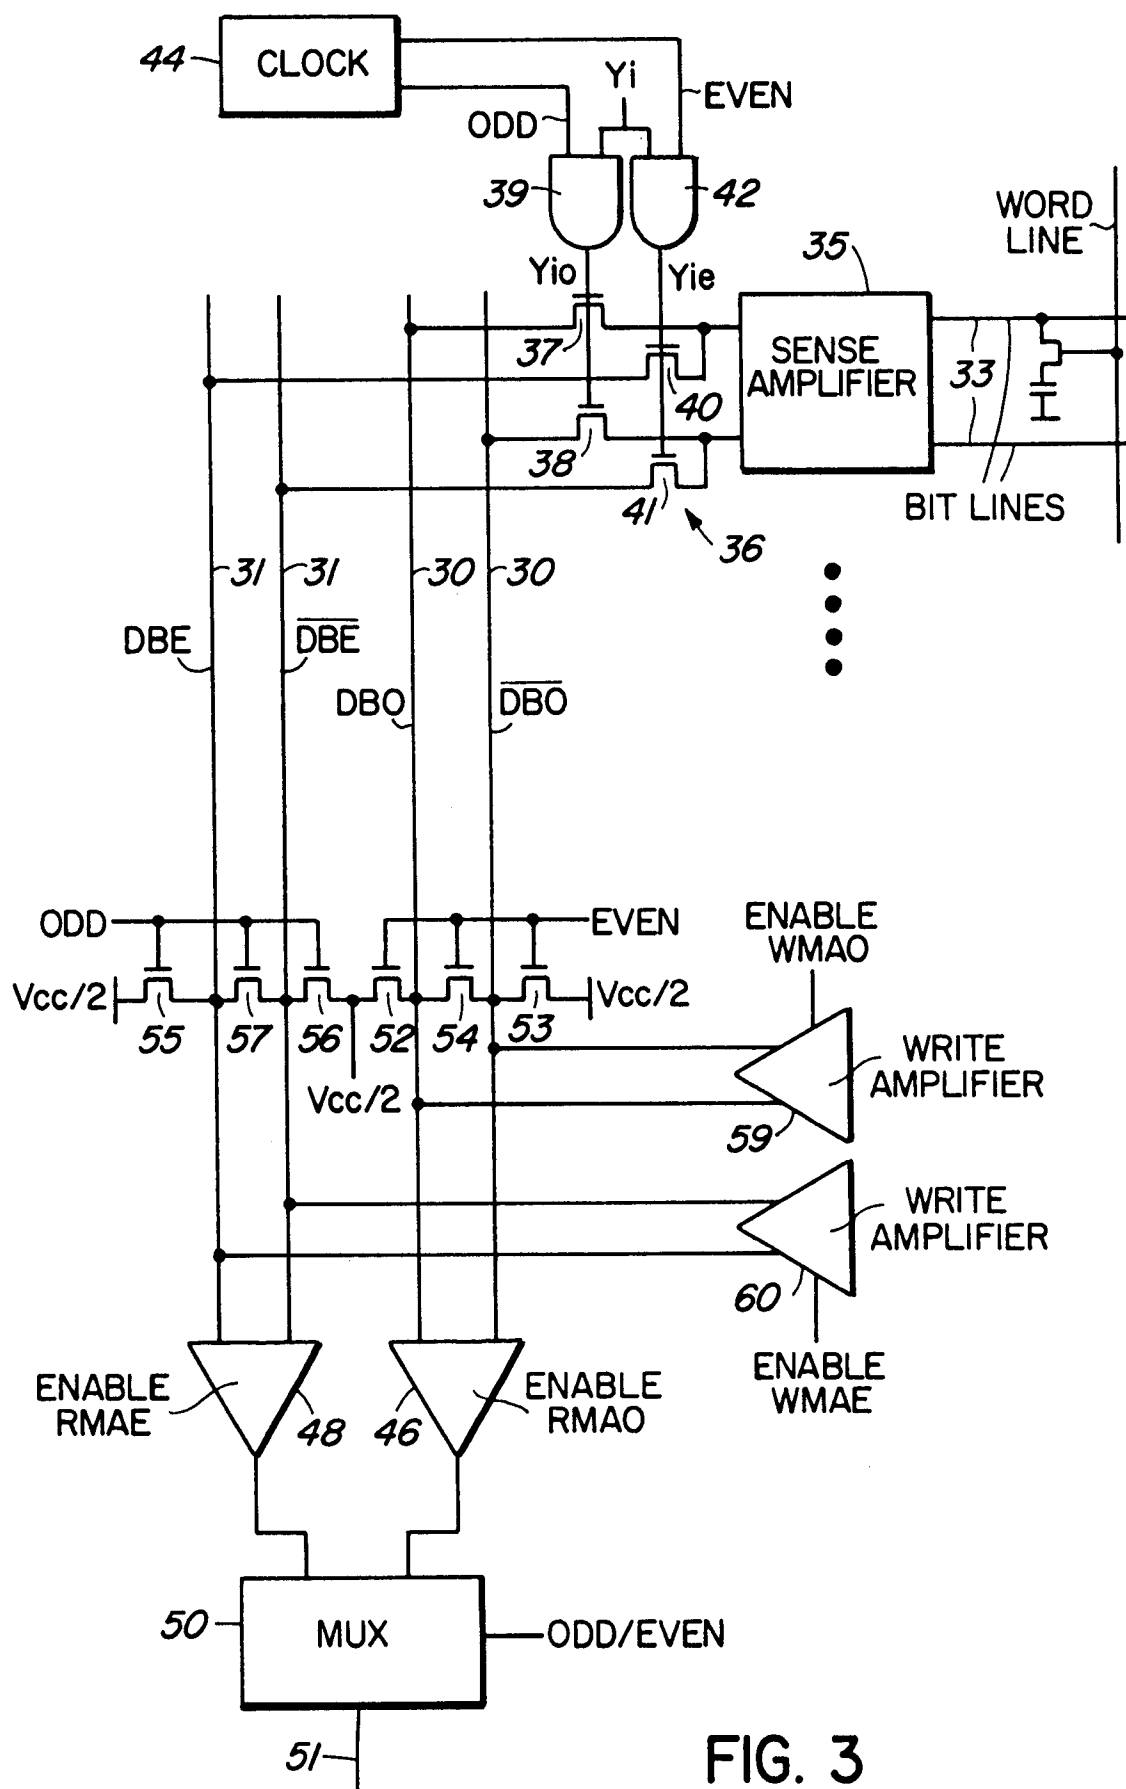 44
CLOCK
Yi
EVEN
ODD
39
42
WORD
LINE
35
Yio
Yie
37
SENSE
AMPLIFIER
33
40
38
41
36
BIT LINES
31
31
30
30
DBE
D̅B̅E̅
DBO
D̅B̅O̅
ODD
EVEN
ENABLE
WMAO
Vcc/2
Vcc/2
55
57
56
52
54
53
Vcc/2
WRITE
AMPLIFIER
59
WRITE
AMPLIFIER
60
ENABLE
RMAE
48
46
ENABLE
RMAO
ENABLE
WMAE
50
MUX
ODD/EVEN
51
FIG. 3